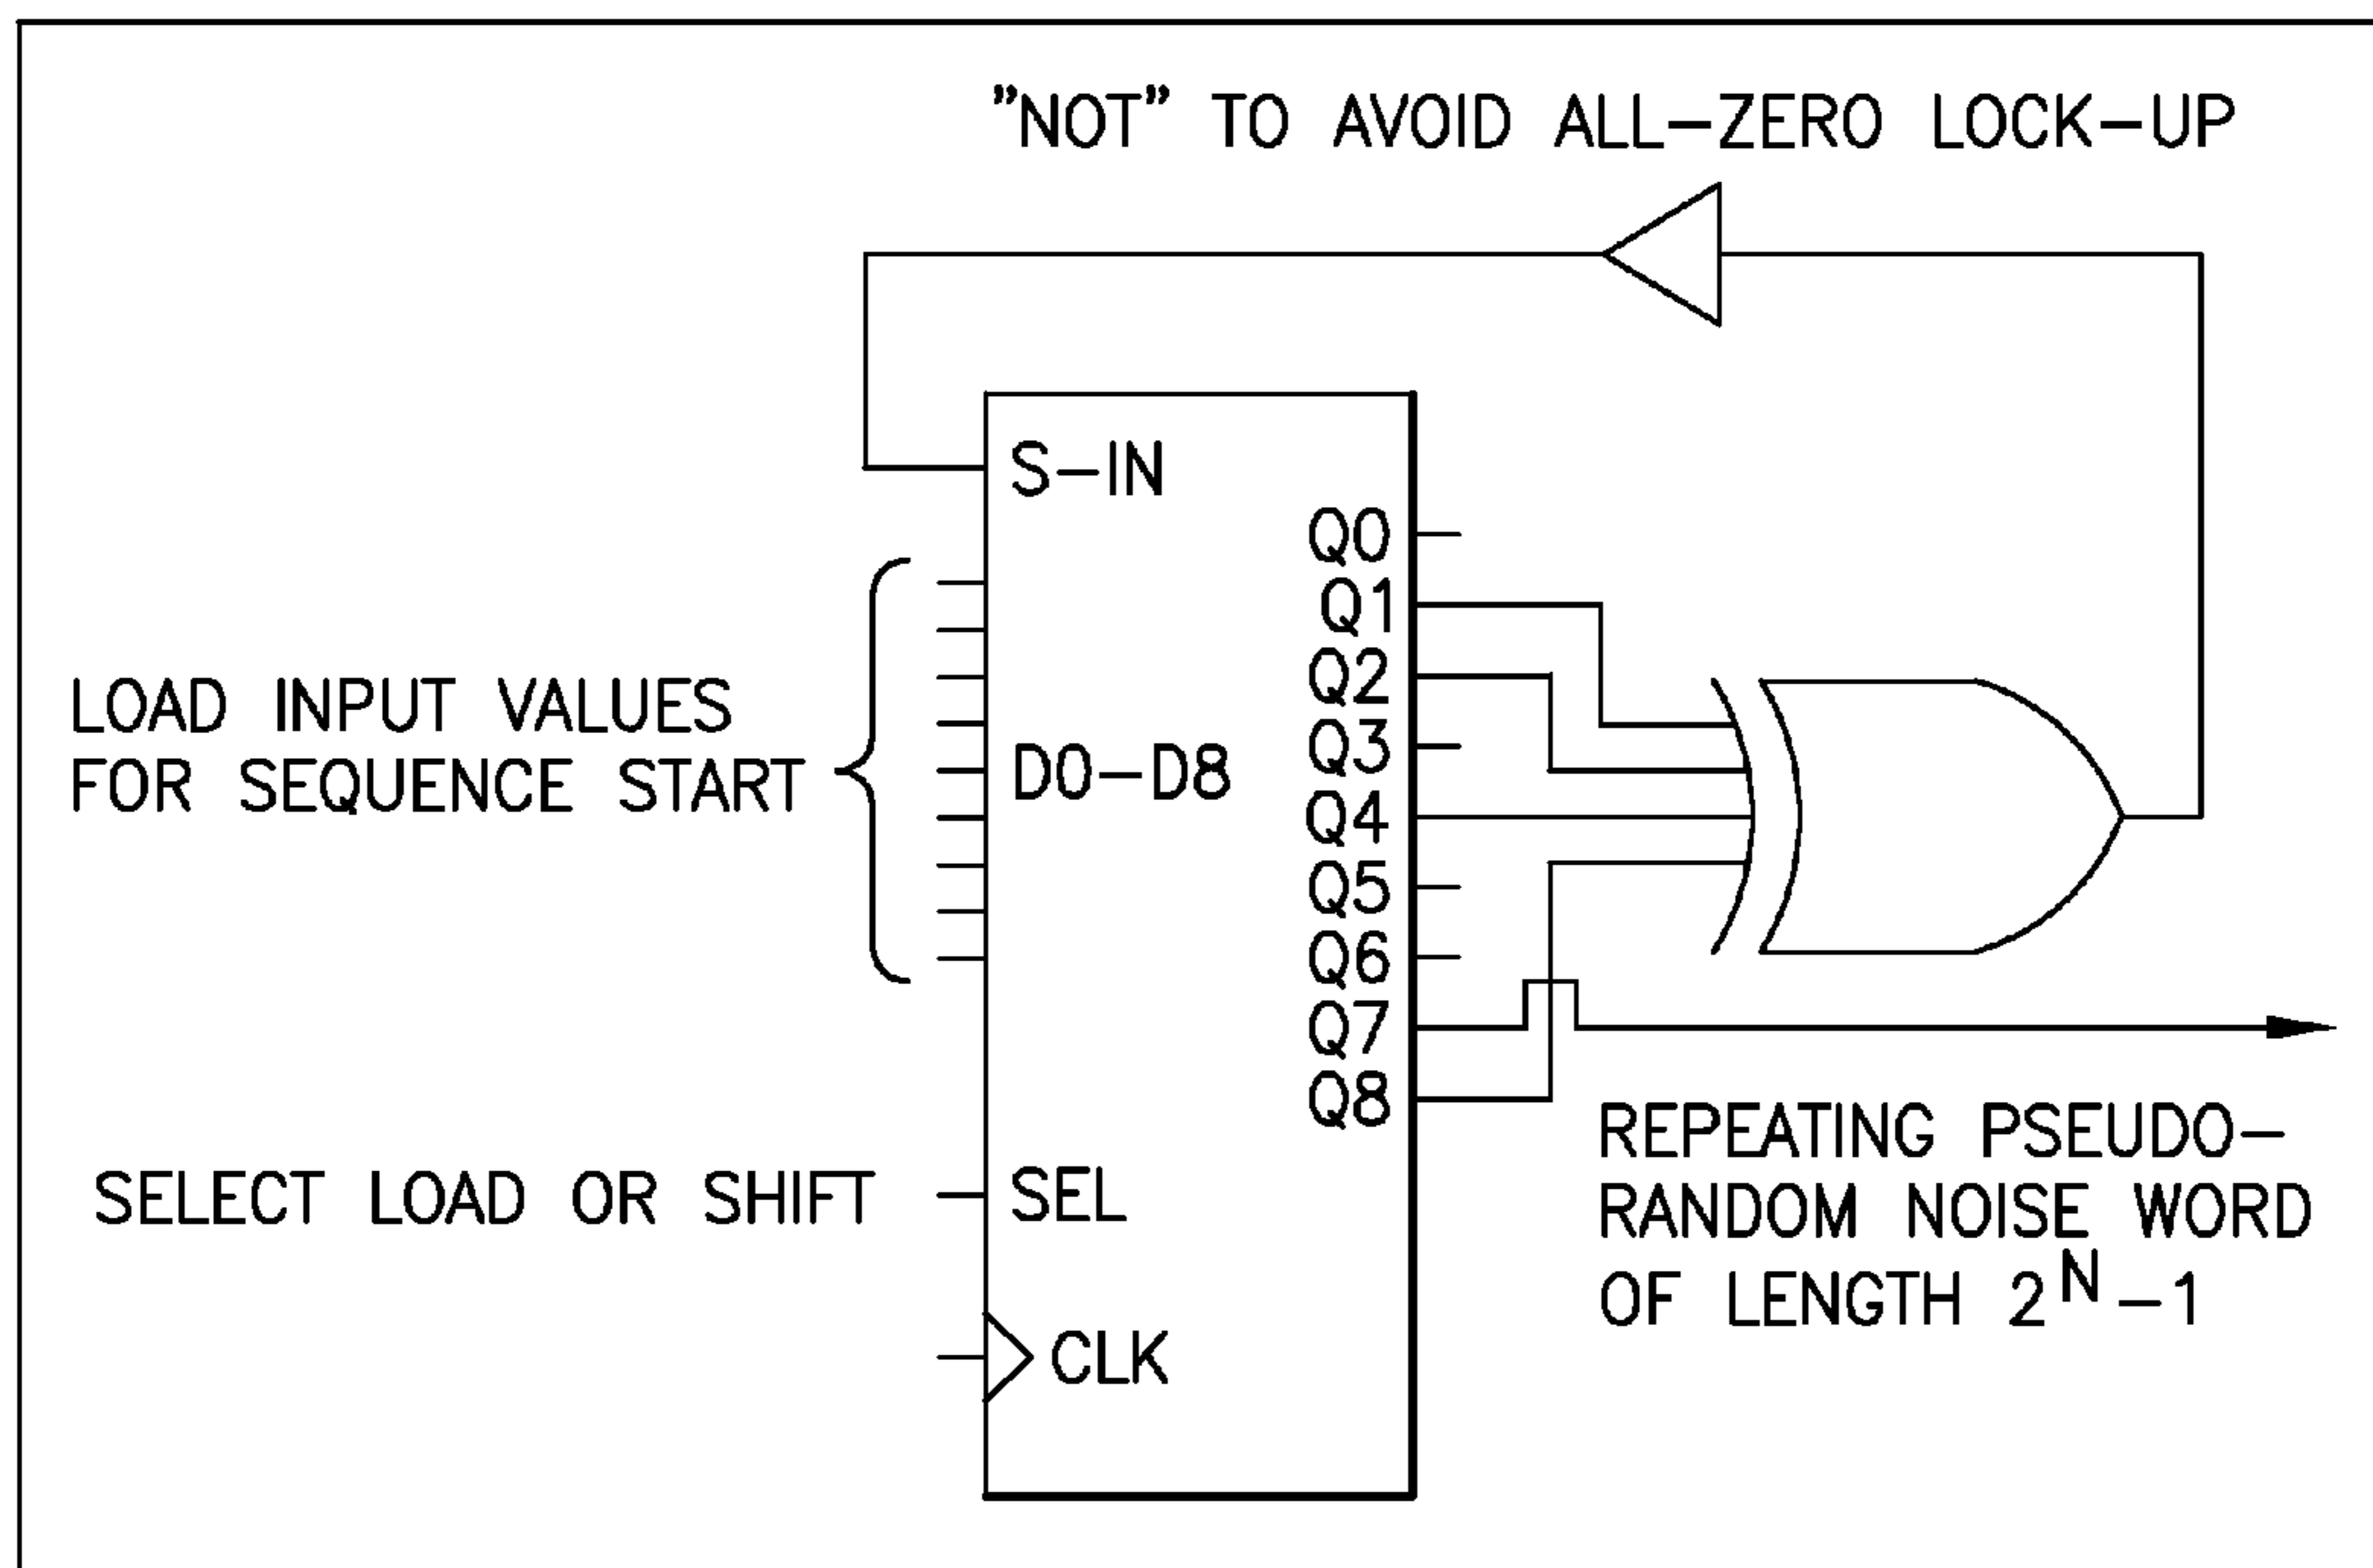 "NOT" TO AVOID ALL-ZERO LOCK-UP
S-IN
Q0
Q1
Q2
Q3
Q4
Q5
Q6
Q7
Q8
LOAD INPUT VALUES
FOR SEQUENCE START
D0-D8
SELECT LOAD OR SHIFT
SEL
CLK
REPEATING PSEUDO-
RANDOM NOISE WORD
OF LENGTH 2^N-1